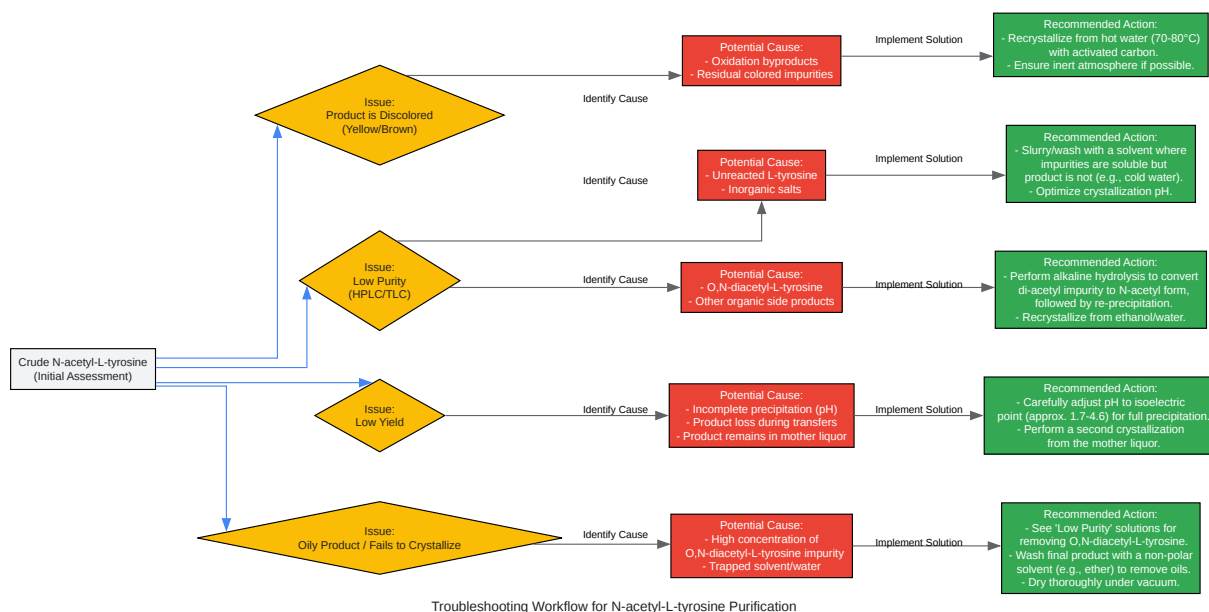 Crude N-acetyl-L-tyrosine
(Initial Assessment)
Issue:
Product is Discolored
(Yellow/Brown)
Identify Cause
Potential Cause:
- Oxidation byproducts
- Residual colored impurities
Implement Solution
Recommended Action:
- Recrystallize from hot water (70-80°C)
with activated carbon.
- Ensure inert atmosphere if possible.
Issue:
Low Purity
(HPLC/TLC)
Identify Cause
Potential Cause:
- Unreacted L-tyrosine
- Inorganic salts
Implement Solution
Recommended Action:
- Slurry/wash with a solvent where
impurities are soluble but
product is not (e.g., cold water).
- Optimize crystallization pH.
Identify Cause
Potential Cause:
- O,N-diacetyl-L-tyrosine
- Other organic side products
Implement Solution
Recommended Action:
- Perform alkaline hydrolysis to convert
di-acetyl impurity to N-acetyl form,
followed by re-precipitation.
- Recrystallize from ethanol/water.
Issue:
Low Yield
Identify Cause
Potential Cause:
- Incomplete precipitation (pH)
- Product loss during transfers
- Product remains in mother liquor
Implement Solution
Recommended Action:
- Carefully adjust pH to isoelectric
point (approx. 1.7-4.6) for full precipitation.
- Perform a second crystallization
from the mother liquor.
Issue:
Oily Product / Fails to Crystallize
Identify Cause
Potential Cause:
- High concentration of
O,N-diacetyl-L-tyrosine impurity
- Trapped solvent/water
Implement Solution
Recommended Action:
- See 'Low Purity' solutions for
removing O,N-diacetyl-L-tyrosine.
- Wash final product with a non-polar
solvent (e.g., ether) to remove oils.
- Dry thoroughly under vacuum.
Troubleshooting Workflow for N-acetyl-L-tyrosine Purification